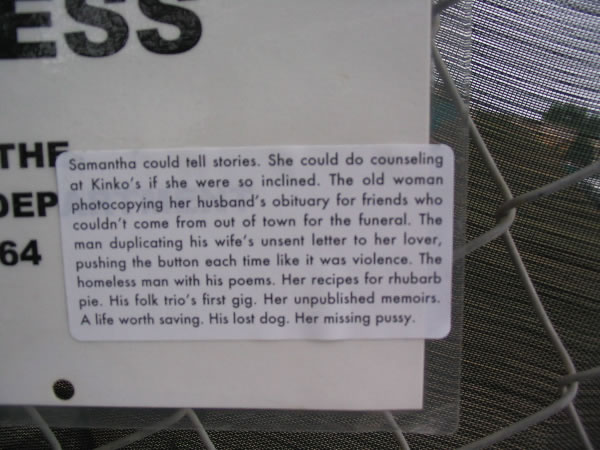 ESS
THE
DEP
64
Samantha could tell stories. She could do counseling
at Kinko's if she were so inclined. The old woman
photocopying her husband's obituary for friends who
couldn't come from out of town for the funeral. The
man duplicating his wife's unsent letter to her lover,
pushing the button each time like it was violence. The
homeless man with his poems. Her recipes for rhubarb
pie. His folk trio's first gig. Her unpublished memoirs.
A life worth saving. His lost dog. Her missing pussy.